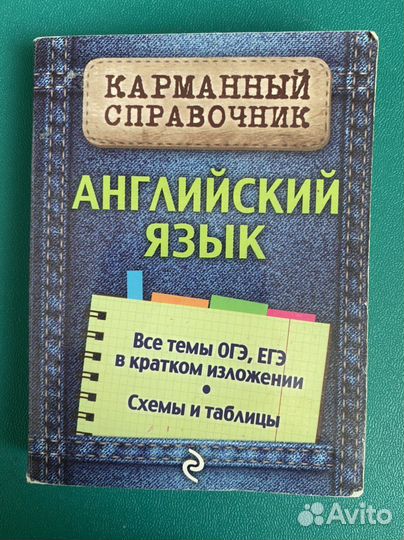 КАРМАННЫЙ
СПРАВОЧНИК
АНГЛИЙСКИЙ
ЯЗЫК
Все темы ОГЭ, ЕГЭ
в кратком изложении
•
Схемы и таблицы
Avito